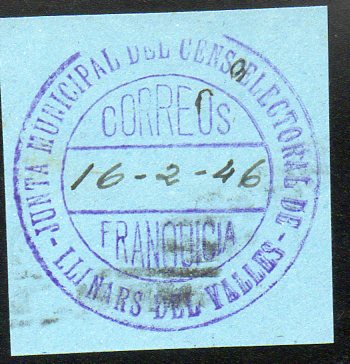 JUNTA MUNICIPAL DEL CENSO ELECTORAL DE
CORREOS
16-2-46
FRANQUICIA
- LLINARS DEL VALLES -